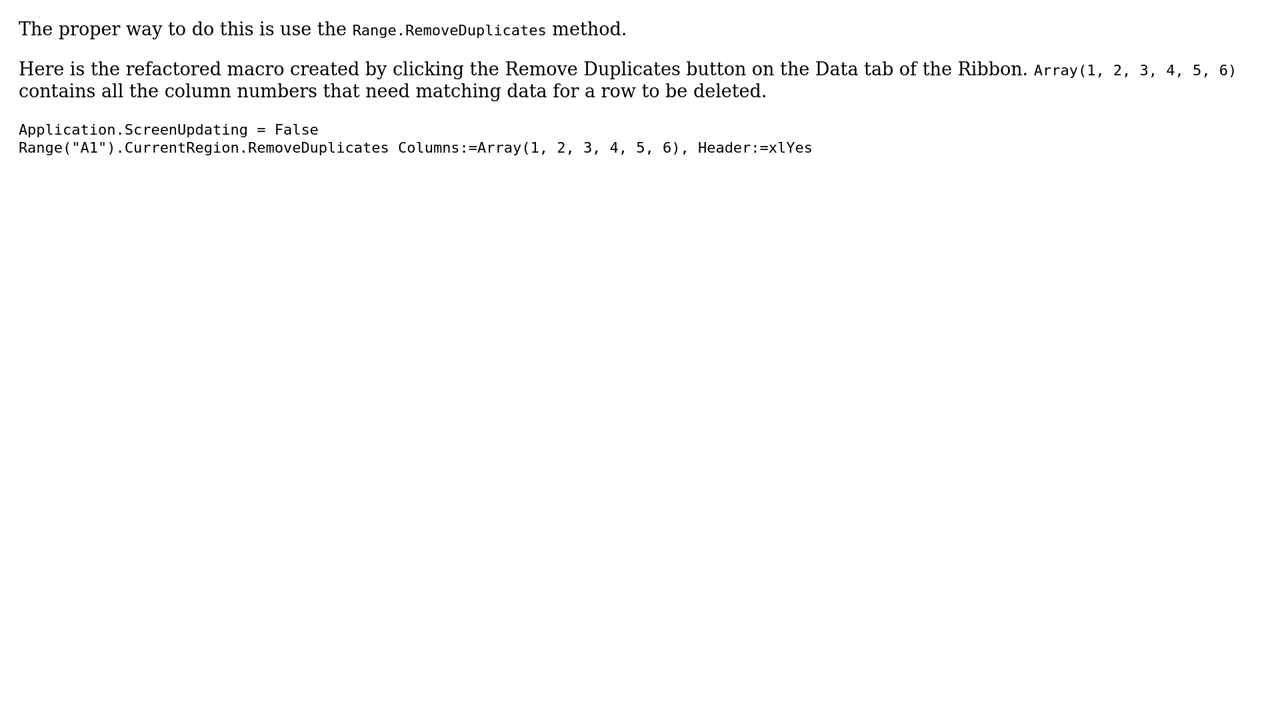 The proper way to do this is use the Range.RemoveDuplicates method.
Here is the refactored macro created by clicking the Remove Duplicates button on the Data tab of the Ribbon. Array(1, 2, 3, 4, 5, 6)
contains all the column numbers that need matching data for a row to be deleted.
Application.ScreenUpdating = False
Range("A1").CurrentRegion.RemoveDuplicates Columns:=Array(1, 2, 3, 4, 5, 6), Header:=xlYes